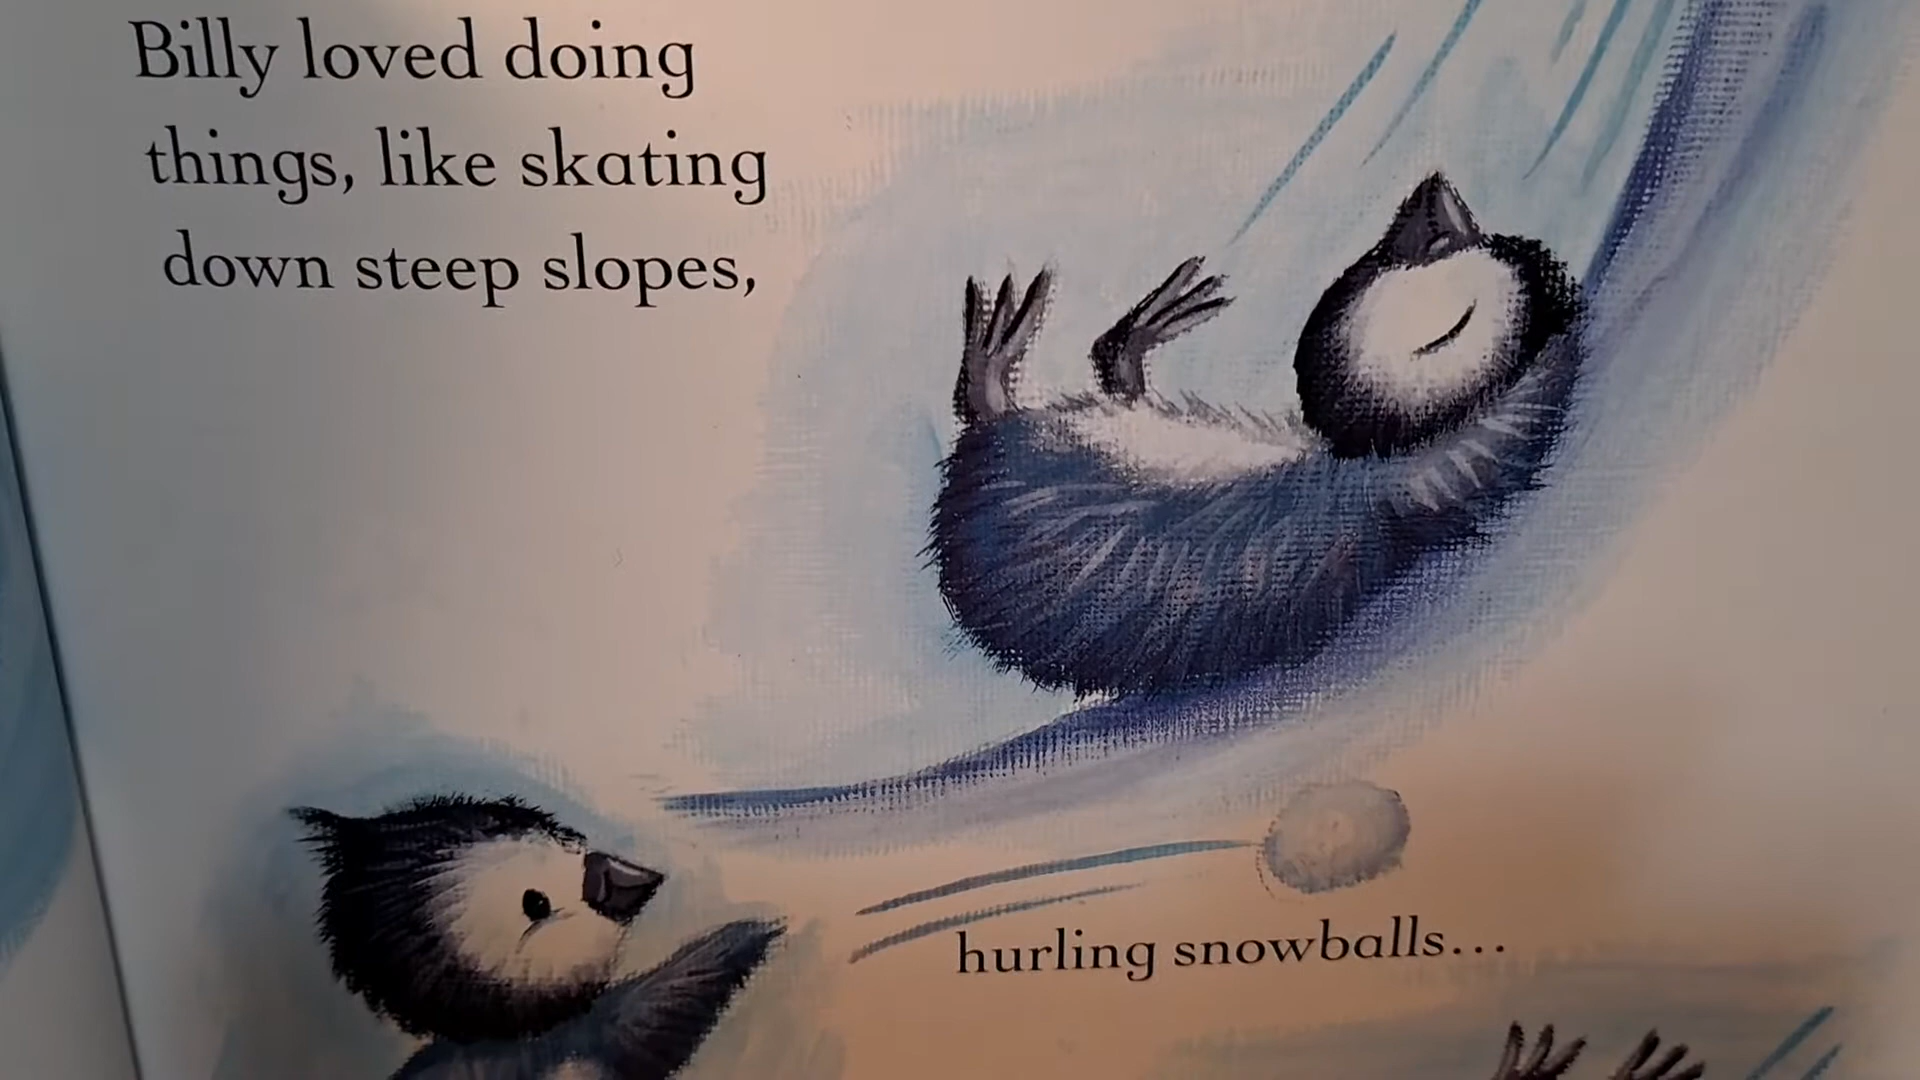 Billy loved doing
things, like skating
down steep slopes,
hurling snowballs...